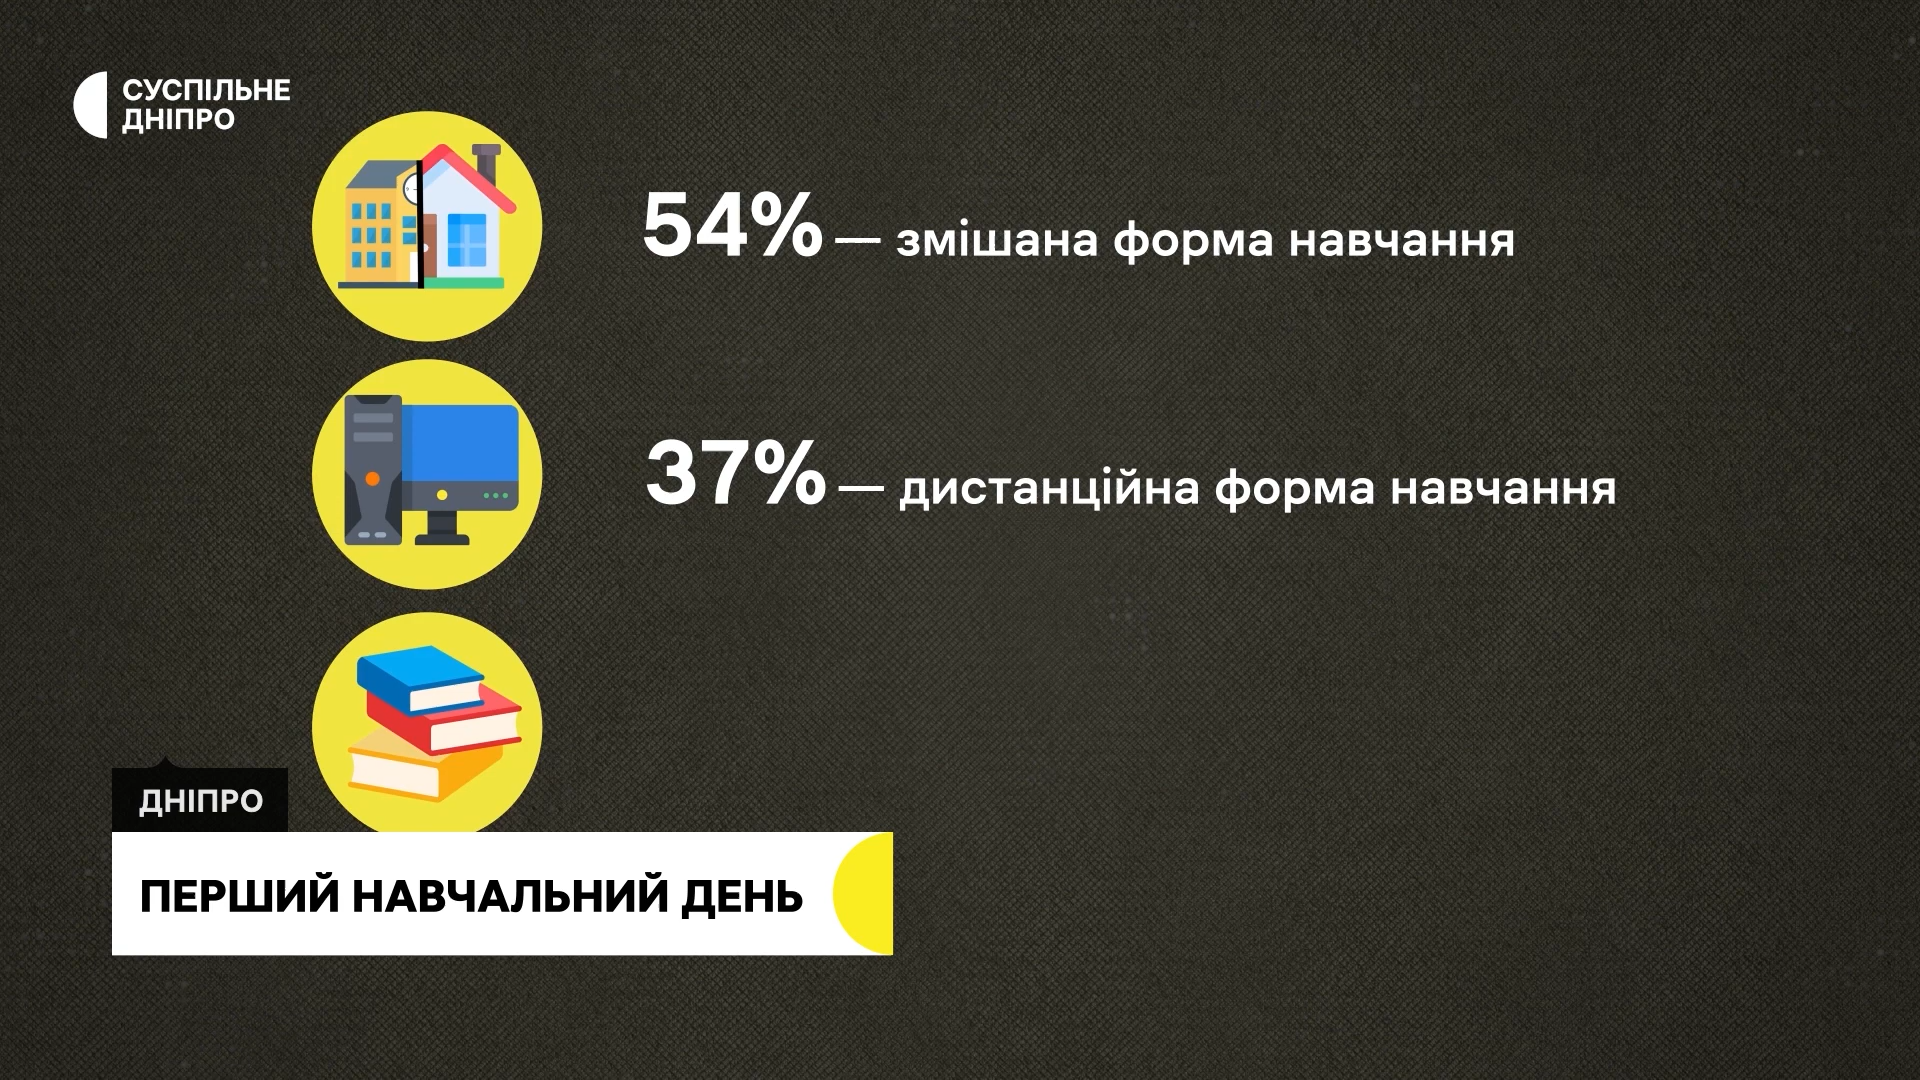 СУСПІЛЬНЕ
ДНІПРО
54% — змішана форма навчання
37% — дистанційна форма навчання
ДНІПРО
ПЕРШИЙ НАВЧАЛЬНИЙ ДЕНЬ